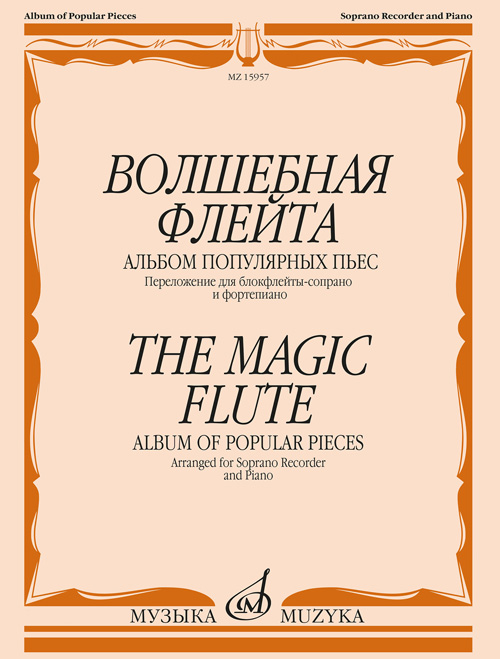 Album of Popular Pieces Soprano Recorder and Piano
MZ 15957
ВОЛШЕБНАЯ
ФЛЕЙТА
АЛЬБОМ ПОПУЛЯРНЫХ ПЬЕС
Переложение для блокфлейты-сопрано
и фортепиано
THE MAGIC
FLUTE
ALBUM OF POPULAR PIECES
Arranged for Soprano Recorder
and Piano
МУЗЫКА М MUZYKA